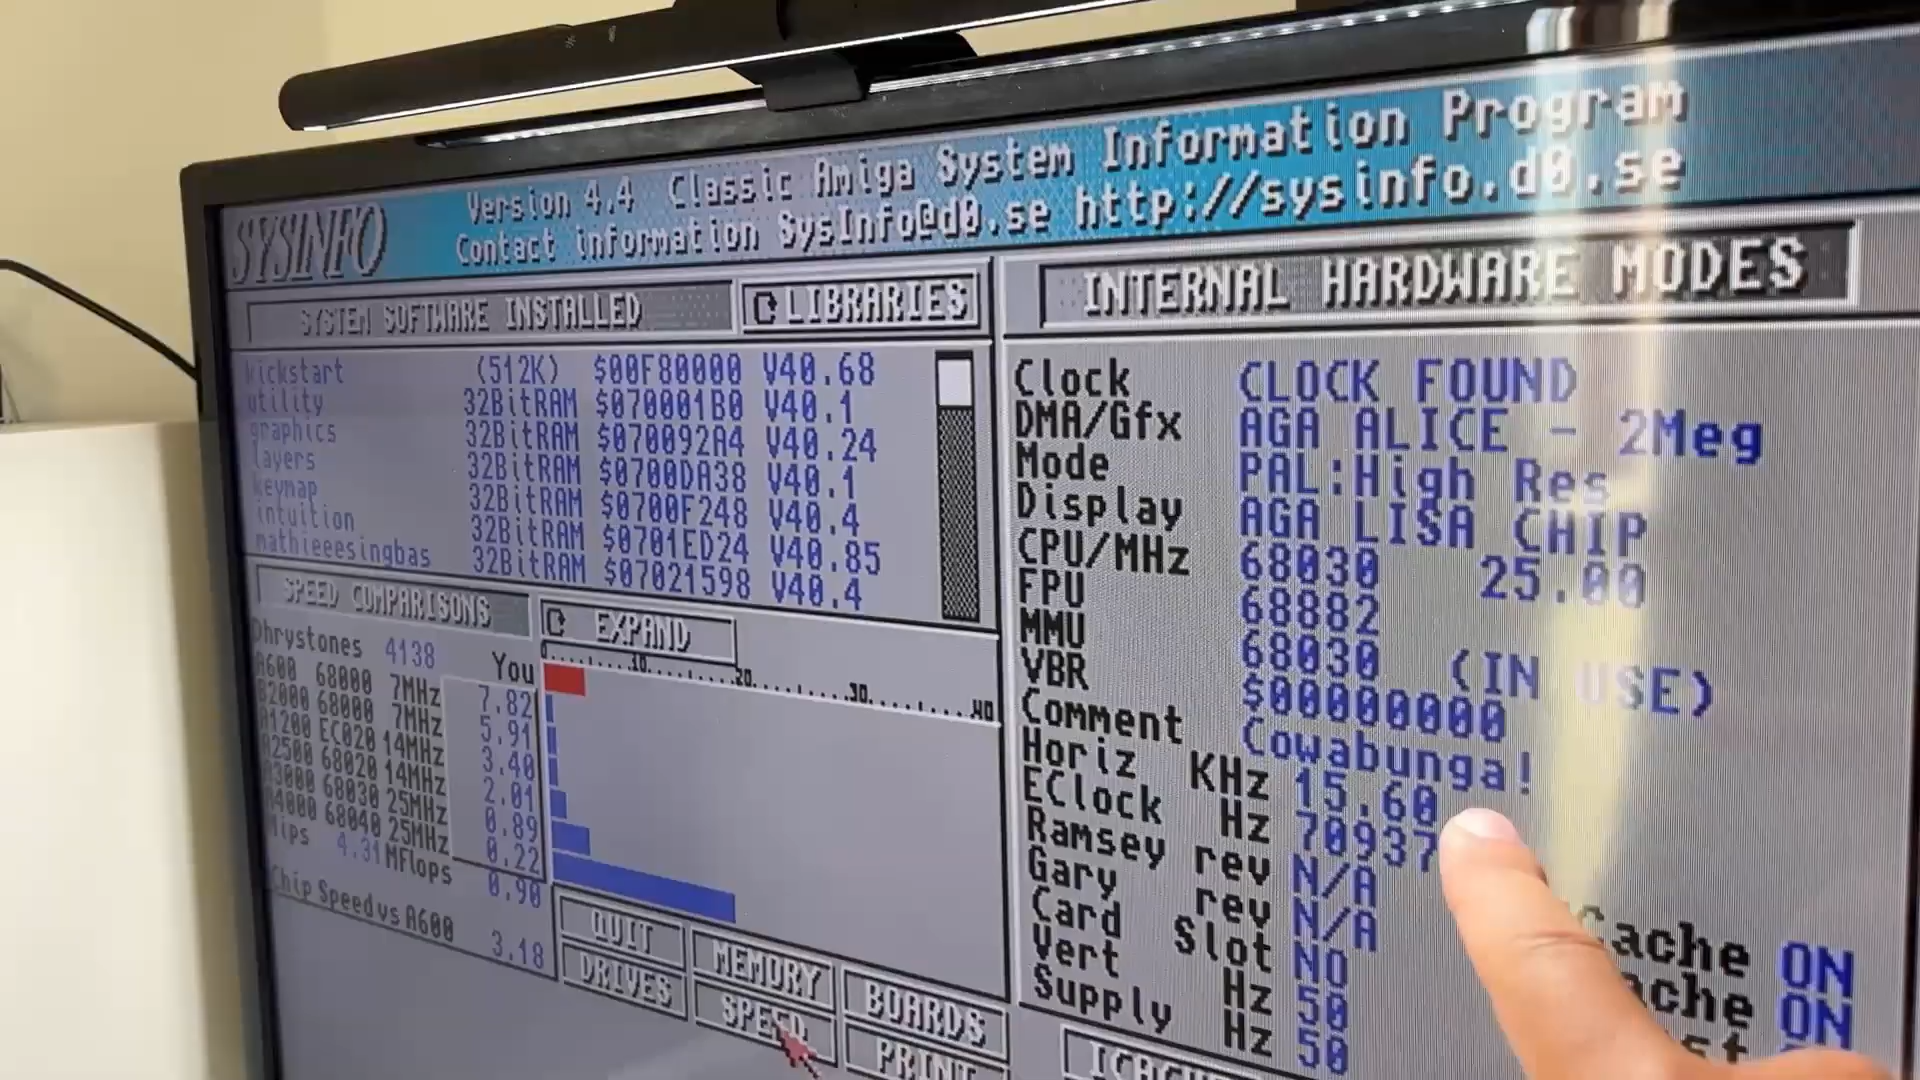 SYSINFO
Version 4.4 Classic Amiga System Information Program
Contact information SysInfo@d0.se http://sysinfo.d0.se
SYSTEM SOFTWARE INSTALLED
LIBRARIES
kickstart (512K) $00F80000 V40.68
utility 32BitRAM $070001B0 V40.1
graphics 32BitRAM $070092A4 V40.24
layers 32BitRAM $0700DA38 V40.1
keymap 32BitRAM $0700F248 V40.4
intuition 32BitRAM $0701ED24 V40.85
mathieeesingbas 32BitRAM $07021598 V40.4
SPEED COMPARISONS
EXPAND
Dhrystones 4138 You
0 10 20 30 40
A600 68000 7MHz 7.82
B2000 68000 7MHz 5.91
A1200 EC020 14MHz 3.40
A2500 68020 14MHz 2.01
A3000 68030 25MHz 0.89
A4000 68040 25MHz 0.22
Mips 4.31 MFlops 0.90
Chip Speed vs A600 3.18
QUIT
MEMORY
BOARDS
DRIVES
SPEED
PRINT
INTERNAL HARDWARE MODES
Clock CLOCK FOUND
DMA/Gfx AGA ALICE - 2Meg
Mode PAL:High Res
Display AGA LISA CHIP
CPU/MHz 68030 25.00
FPU 68882
MMU 68030 (IN USE)
VBR $00000000
Comment Cowabunga!
Horiz KHz 15.60
EClock Hz 70937
Ramsey rev N/A
Gary rev N/A
Card Slot NO
Vert Hz 50
Supply Hz 50
Cache ON
ON